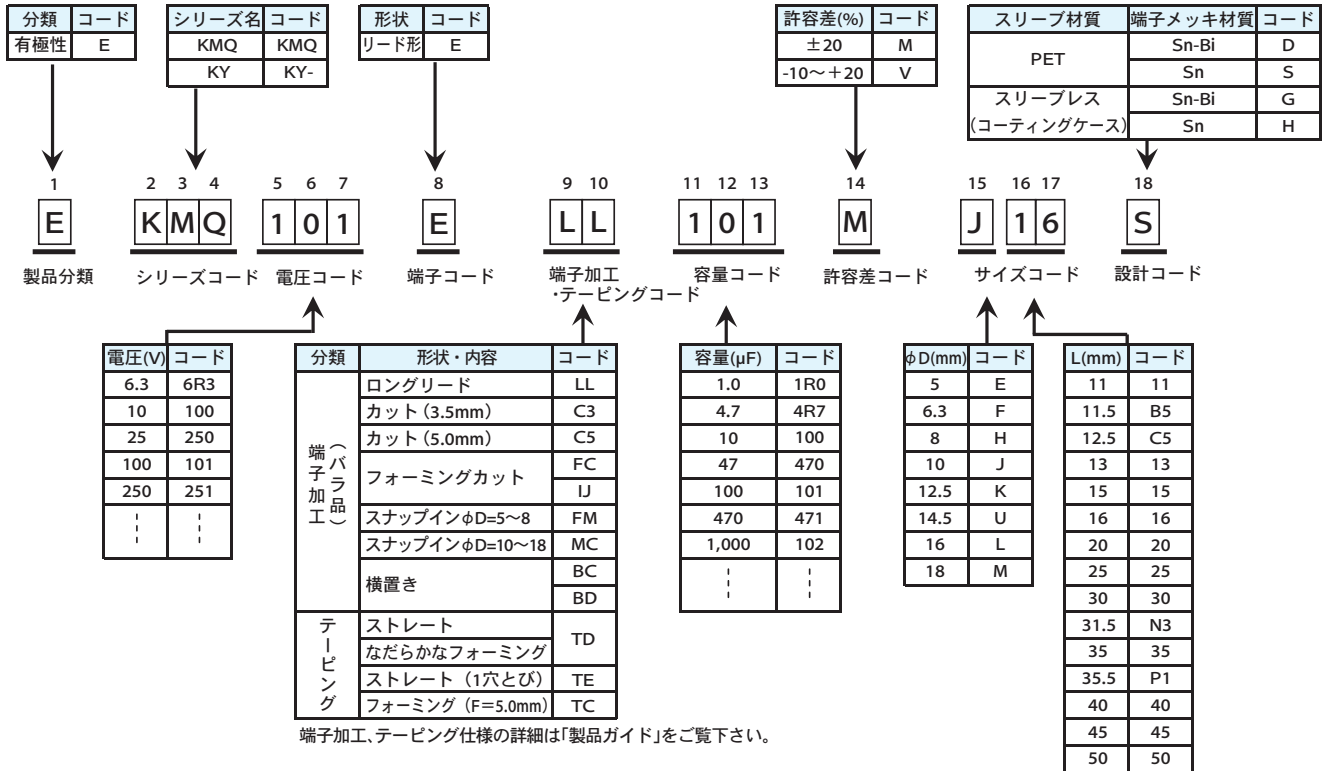 分類 コード
有極性 E
シリーズ名 コード
KMQ KMQ
KY KY-
形状 コード
リード形 E
許容差(%) コード
±20 M
-10～+20 V
スリーブ材質 端子メッキ材質 コード
PET Sn-Bi D
Sn S
スリーブレス Sn-Bi G
(コーティングケース) Sn H
1 2 3 4 5 6 7 8 9 10 11 12 13 14 15 16 17 18
E K M Q 1 0 1 E L L 1 0 1 M J 1 6 S
製品分類 シリーズコード 電圧コード 端子コード 端子加工 容量コード 許容差コード サイズコード 設計コード
・テーピングコード
電圧(V) コード
6.3 6R3
10 100
25 250
100 101
250 251
分類 形状・内容 コード
端子加工
(バラ品)
ロングリード LL
カット(3.5mm) C3
カット(5.0mm) C5
フォーミングカット FC
IJ
スナップインφD=5～8 FM
スナップインφD=10～18 MC
横置き BC
BD
テーピング
ストレート TD
なだらかなフォーミング
ストレート (1穴とび) TE
フォーミング (F=5.0mm) TC
端子加工、テーピング仕様の詳細は「製品ガイド」をご覧下さい。
容量(μF) コード
1.0 1R0
4.7 4R7
10 100
47 470
100 101
470 471
1,000 102
φD(mm) コード
5 E
6.3 F
8 H
10 J
12.5 K
14.5 U
16 L
18 M
L(mm) コード
11 11
11.5 B5
12.5 C5
13 13
15 15
16 16
20 20
25 25
30 30
31.5 N3
35 35
35.5 P1
40 40
45 45
50 50